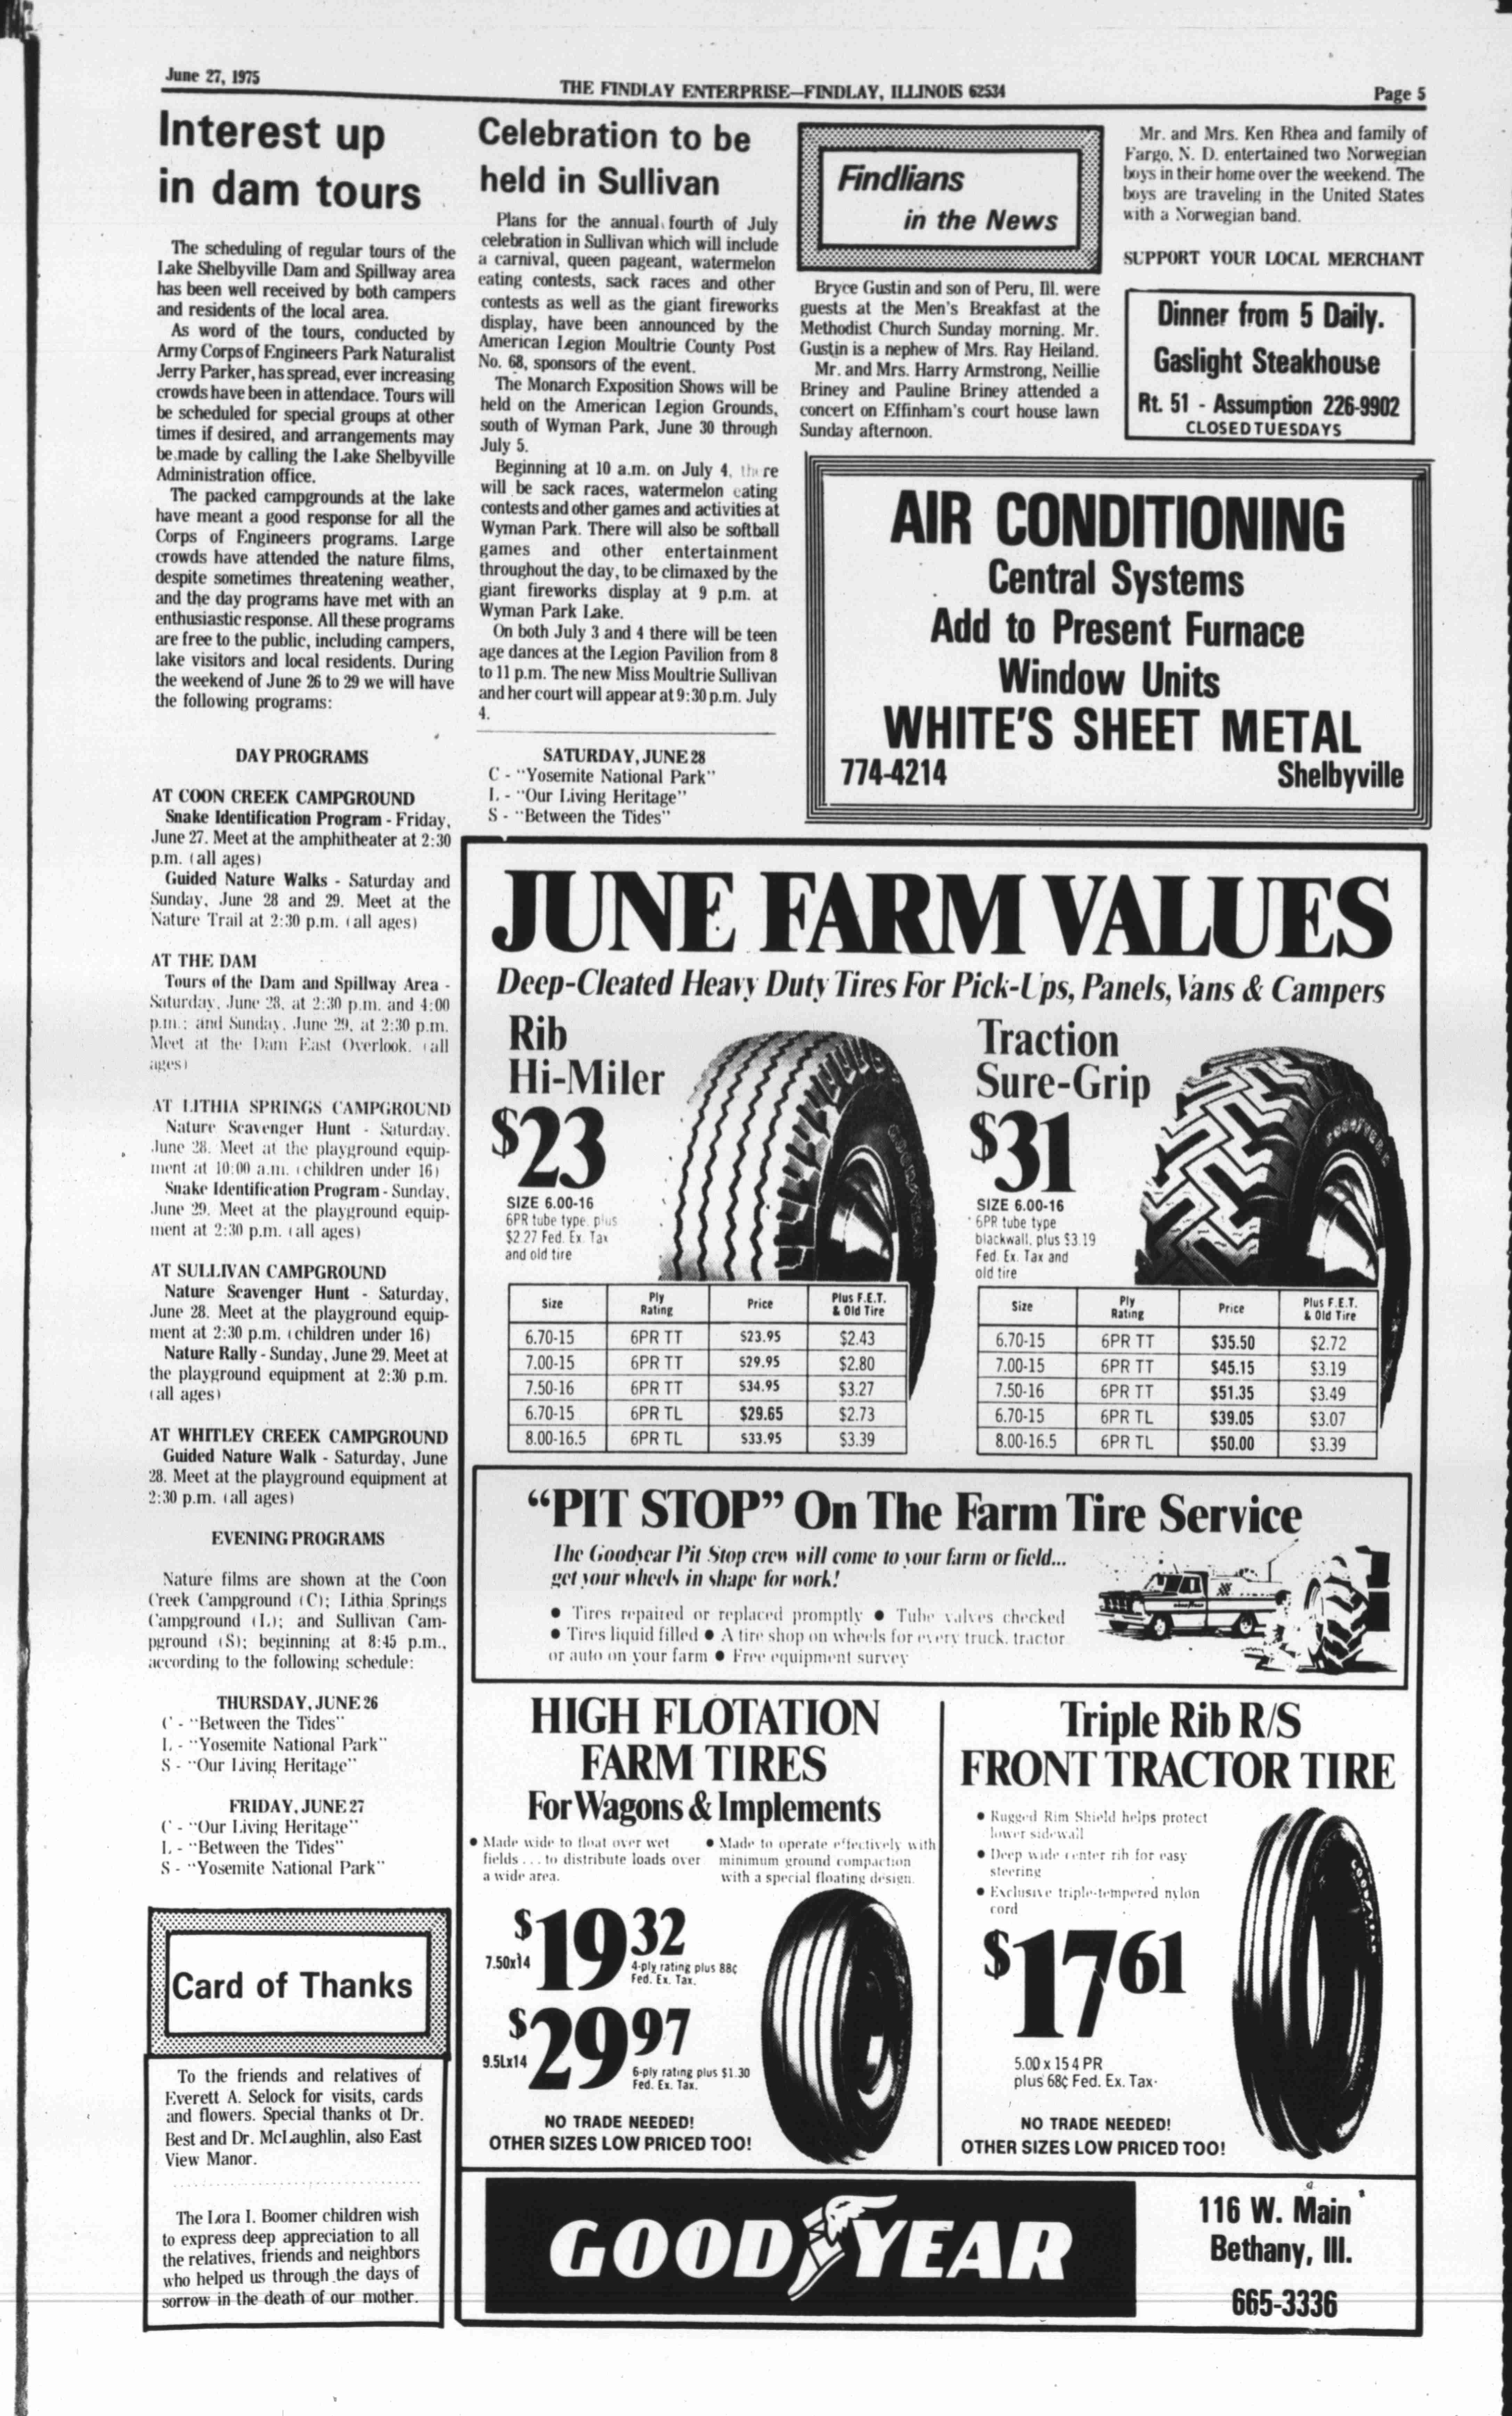 June 27, 1975
THE FINDLAY ENTERPRISE—FINDLAY, ILLINOIS 62534
Page 5
Interest up
in dam tours
The scheduling of regular tours of the
Lake Shelbyville Dam and Spillway area
has been well received by both campers
and residents of the local area.
As word of the tours, conducted by
Army Corps of Engineers Park Naturalist
Jerry Parker, has spread, ever increasing
crowds have been in attendace. Tours will
be scheduled for special groups at other
times if desired, and arrangements may
be made by calling the Lake Shelbyville
Administration office.
The packed campgrounds at the lake
have meant a good response for all the
Corps of Engineers programs. Large
crowds have attended the nature films,
despite sometimes threatening weather,
and the day programs have met with an
enthusiastic response. All these programs
are free to the public, including campers,
lake visitors and local residents. During
the weekend of June 26 to 29 we will have
the following programs:
DAY PROGRAMS
AT COON CREEK CAMPGROUND
Snake Identification Program - Friday,
June 27. Meet at the amphitheater at 2:30
p.m. (all ages)
Guided Nature Walks - Saturday and
Sunday, June 28 and 29. Meet at the
Nature Trail at 2:30 p.m. (all ages)
AT THE DAM
Tours of the Dam and Spillway Area -
Saturday, June 28, at 2:30 p.m. and 4:00
p.m.; and Sunday, June 29, at 2:30 p.m.
Meet at the Dam East Overlook. (all
ages)
AT LITHIA SPRINGS CAMPGROUND
Nature Scavenger Hunt - Saturday,
June 28. Meet at the playground equip-
ment at 10:00 a.m. (children under 16)
Snake Identification Program - Sunday,
June 29. Meet at the playground equip-
ment at 2:30 p.m. (all ages)
AT SULLIVAN CAMPGROUND
Nature Scavenger Hunt - Saturday,
June 28. Meet at the playground equip-
ment at 2:30 p.m. (children under 16)
Nature Rally - Sunday, June 29. Meet at
the playground equipment at 2:30 p.m.
(all ages)
AT WHITLEY CREEK CAMPGROUND
Guided Nature Walk - Saturday, June
28. Meet at the playground equipment at
2:30 p.m. (all ages)
EVENING PROGRAMS
Nature films are shown at the Coon
Creek Campground (C); Lithia Springs
Campground (L); and Sullivan Cam-
pground (S); beginning at 8:45 p.m.,
according to the following schedule:
THURSDAY, JUNE 26
C - "Between the Tides"
L - "Yosemite National Park"
S - "Our Living Heritage"
FRIDAY, JUNE 27
C - "Our Living Heritage"
L - "Between the Tides"
S - "Yosemite National Park"
Card of Thanks
To the friends and relatives of
Everett A. Selock for visits, cards
and flowers. Special thanks ot Dr.
Best and Dr. McLaughlin, also East
View Manor.
The Lora I. Boomer children wish
to express deep appreciation to all
the relatives, friends and neighbors
who helped us through the days of
sorrow in the death of our mother.
Celebration to be
held in Sullivan
Plans for the annual fourth of July
celebration in Sullivan which will include
a carnival, queen pageant, watermelon
eating contests, sack races and other
contests as well as the giant fireworks
display, have been announced by the
American Legion Moultrie County Post
No. 68, sponsors of the event.
The Monarch Exposition Shows will be
held on the American Legion Grounds,
south of Wyman Park, June 30 through
July 5.
Beginning at 10 a.m. on July 4, there
will be sack races, watermelon eating
contests and other games and activities at
Wyman Park. There will also be softball
games and other entertainment
throughout the day, to be climaxed by the
giant fireworks display at 9 p.m. at
Wyman Park Lake.
On both July 3 and 4 there will be teen
age dances at the Legion Pavilion from 8
to 11 p.m. The new Miss Moultrie Sullivan
and her court will appear at 9:30 p.m. July
4.
SATURDAY, JUNE 28
C - "Yosemite National Park"
L - "Our Living Heritage"
S - "Between the Tides"
Findlians
in the News
Bryce Gustin and son of Peru, Ill. were
guests at the Men's Breakfast at the
Methodist Church Sunday morning. Mr.
Gustin is a nephew of Mrs. Ray Heiland.
Mr. and Mrs. Harry Armstrong, Neillie
Briney and Pauline Briney attended a
concert on Effinham's court house lawn
Sunday afternoon.
Mr. and Mrs. Ken Rhea and family of
Fargo, N. D. entertained two Norwegian
boys in their home over the weekend. The
boys are traveling in the United States
with a Norwegian band.
SUPPORT YOUR LOCAL MERCHANT
Dinner from 5 Daily.
Gaslight Steakhouse
Rt. 51 - Assumption 226-9902
CLOSED TUESDAYS
AIR CONDITIONING
Central Systems
Add to Present Furnace
Window Units
WHITE'S SHEET METAL
774-4214 Shelbyville
JUNE FARM VALUES
Deep-Cleated Heavy Duty Tires For Pick-Ups, Panels, Vans & Campers
Rib
Hi-Miler
$23
SIZE 6.00-16
6PR tube type, plus
$2.27 Fed. Ex. Tax
and old tire
Size Ply Rating Price Plus F.E.T. & Old Tire
6.70-15 6PR TT $23.95 $2.43
7.00-15 6PR TT $29.95 $2.80
7.50-16 6PR TT $34.95 $3.27
6.70-15 6PR TL $29.65 $2.73
8.00-16.5 6PR TL $33.95 $3.39
Traction
Sure-Grip
$31
SIZE 6.00-16
6PR tube type
blackwall, plus $3.19
Fed. Ex. Tax and
old tire
GOODYEAR
Size Ply Rating Price Plus F.E.T. & Old Tire
6.70-15 6PR TT $35.50 $2.72
7.00-15 6PR TT $45.15 $3.19
7.50-16 6PR TT $51.35 $3.49
6.70-15 6PR TL $39.05 $3.07
8.00-16.5 6PR TL $50.00 $3.39
"PIT STOP" On The Farm Tire Service
The Goodyear Pit Stop crew will come to your farm or field...
get your wheels in shape for work!
● Tires repaired or replaced promptly ● Tube valves checked
● Tires liquid filled ● A tire shop on wheels for every truck, tractor
or auto on your farm ● Free equipment survey
HIGH FLOTATION
FARM TIRES
For Wagons & Implements
● Made wide to float over wet
fields . . . to distribute loads over
a wide area.
● Made to operate effectively with
minimum ground compaction
with a special floating design.
7.50x14 $19 32
4-ply rating plus 88¢
Fed. Ex. Tax.
9.5Lx14 $29 97
6-ply rating plus $1.30
Fed. Ex. Tax.
NO TRADE NEEDED!
OTHER SIZES LOW PRICED TOO!
Triple Rib R/S
FRONT TRACTOR TIRE
● Rugged Rim Shield helps protect
lower sidewall
● Deep wide center rib for easy
steering
● Exclusive triple-tempered nylon
cord
$17 61
5.00 x 15 4 PR
plus 68¢ Fed. Ex. Tax
GOODYEAR
NO TRADE NEEDED!
OTHER SIZES LOW PRICED TOO!
GOODYEAR
116 W. Main
Bethany, Ill.
665-3336